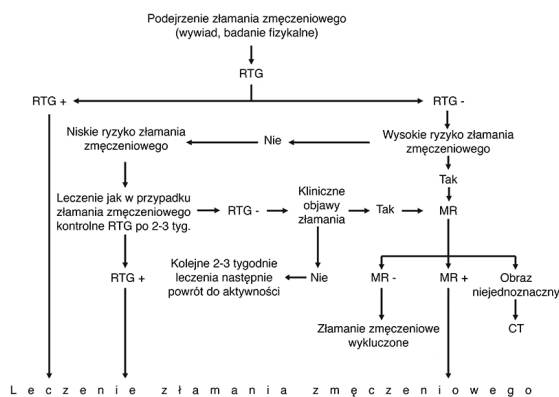 Podejrzenie złamania zmęczeniowego
(wywiad, badanie fizykalne)
RTG
RTG +
RTG -
Niskie ryzyko złamania
zmęczeniowego
Nie
Wysokie ryzyko złamania
zmęczeniowego
Tak
Leczenie jak w przypadku
złamania zmęczeniowego
kontrolne RTG po 2-3 tyg.
RTG -
Kliniczne
objawy
złamania
Tak
MR
RTG +
Kolejne 2-3 tygodnie
leczenia następnie
powrót do aktywności
Nie
MR -
MR +
Obraz
niejednoznaczny
Złamanie zmęczeniowe
wykluczone
CT
Leczenie złamania zmęczeniowego